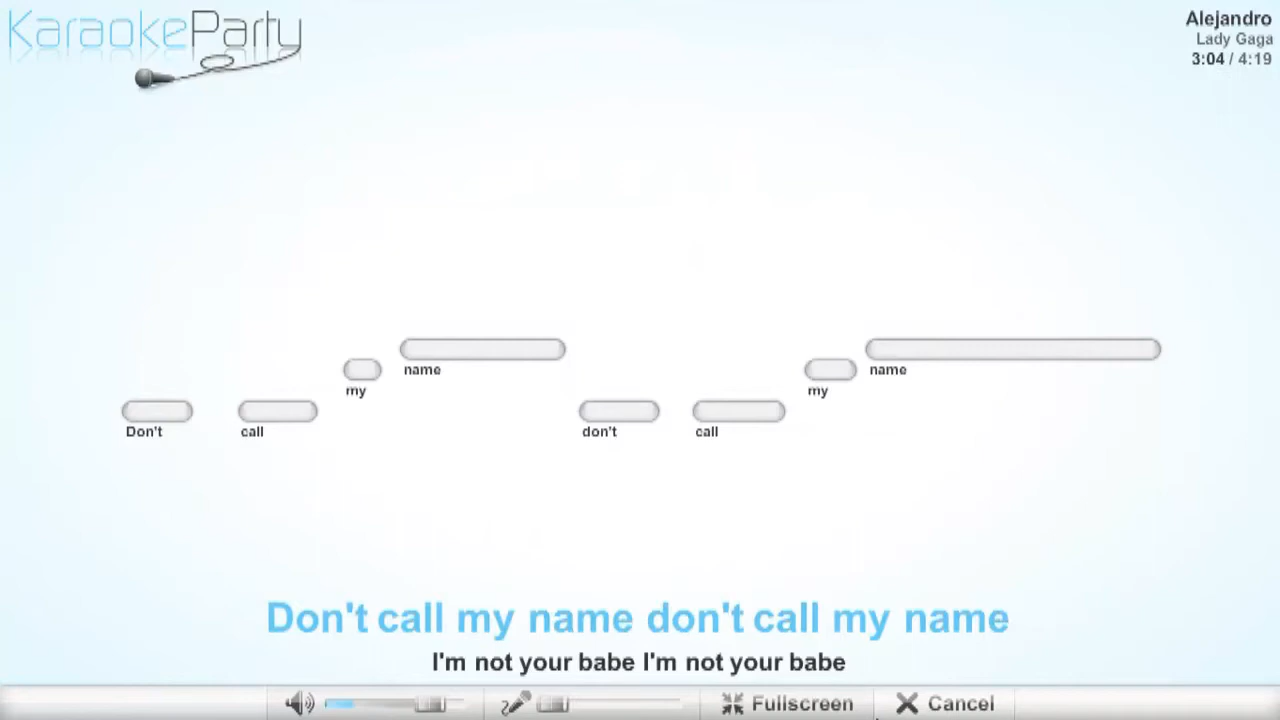 KaraokeParty
Alejandro
Lady Gaga
3:04 / 4:19
name
name
my
my
Don't call don't call
Don't call my name don't call my name
I'm not your babe I'm not your babe
Fullscreen Cancel